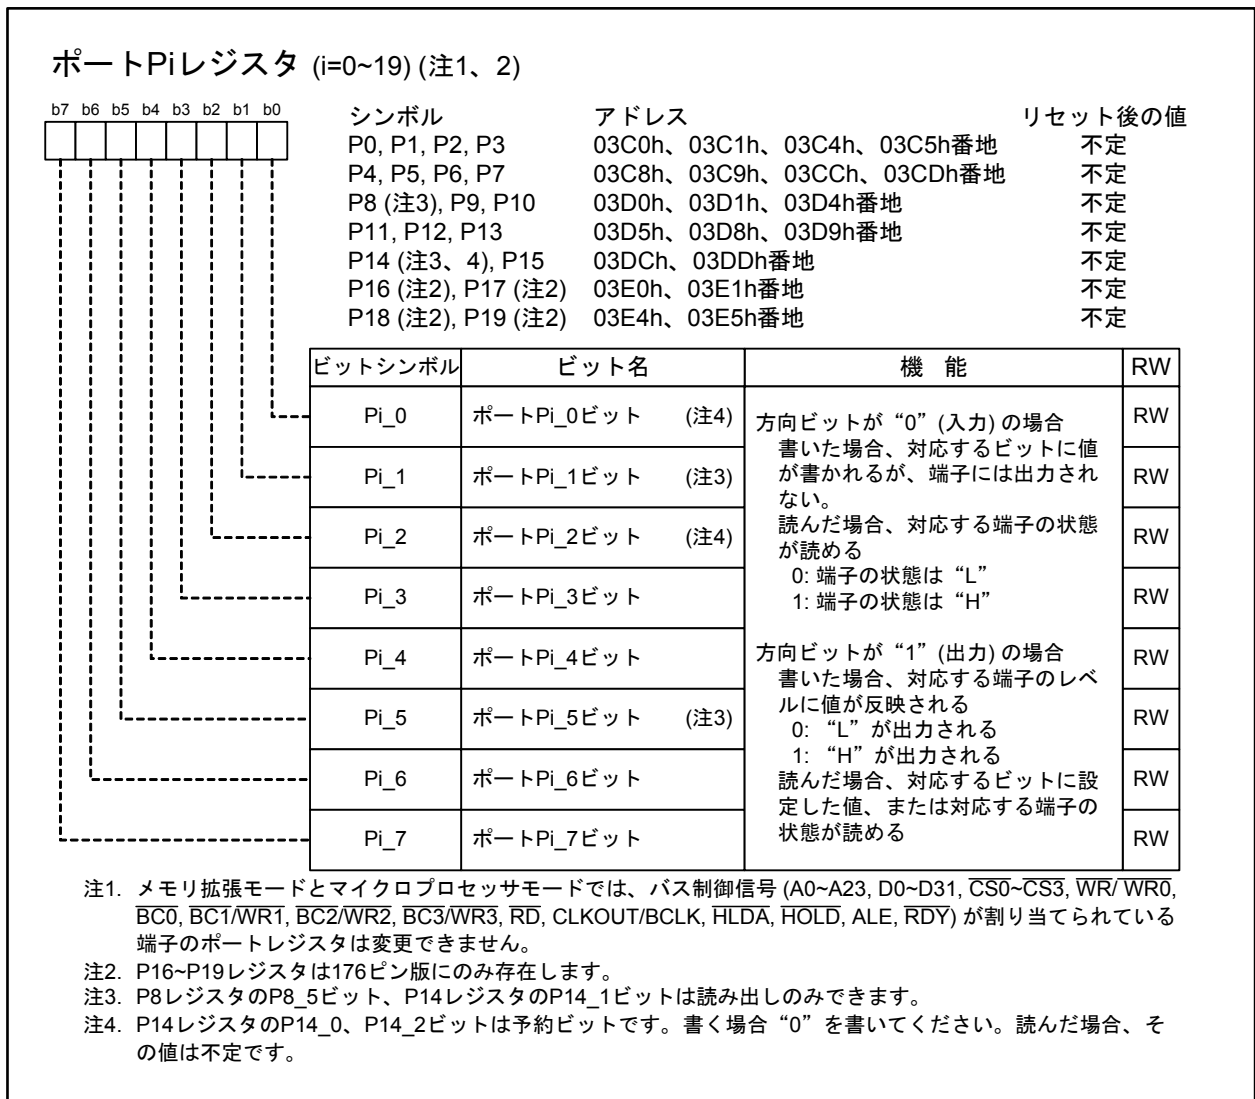 ポートPiレジスタ (i=0~19) (注1、2)
b7 b6 b5 b4 b3 b2 b1 b0
シンボル アドレス リセット後の値
P0, P1, P2, P3 03C0h、03C1h、03C4h、03C5h番地 不定
P4, P5, P6, P7 03C8h、03C9h、03CCh、03CDh番地 不定
P8 (注3), P9, P10 03D0h、03D1h、03D4h番地 不定
P11, P12, P13 03D5h、03D8h、03D9h番地 不定
P14 (注3、4), P15 03DCh、03DDh番地 不定
P16 (注2), P17 (注2) 03E0h、03E1h番地 不定
P18 (注2), P19 (注2) 03E4h、03E5h番地 不定
ビットシンボル ビット名 機 能 RW
Pi_0 ポートPi_0ビット (注4) RW
Pi_1 ポートPi_1ビット (注3) RW
Pi_2 ポートPi_2ビット (注4) RW
Pi_3 ポートPi_3ビット RW
Pi_4 ポートPi_4ビット RW
Pi_5 ポートPi_5ビット (注3) RW
Pi_6 ポートPi_6ビット RW
Pi_7 ポートPi_7ビット RW
方向ビットが“0”(入力) の場合
書いた場合、対応するビットに値
が書かれるが、端子には出力され
ない。
読んだ場合、対応する端子の状態
が読める
0: 端子の状態は“L”
1: 端子の状態は“H”
方向ビットが“1”(出力) の場合
書いた場合、対応する端子のレベ
ルに値が反映される
0: “L”が出力される
1: “H”が出力される
読んだ場合、対応するビットに設
定した値、または対応する端子の
状態が読める
注1. メモリ拡張モードとマイクロプロセッサモードでは、バス制御信号 (A0~A23, D0~D31, CS0~CS3, WR/ WR0,
BC0, BC1/WR1, BC2/WR2, BC3/WR3, RD, CLKOUT/BCLK, HLDA, HOLD, ALE, RDY) が割り当てられている
端子のポートレジスタは変更できません。
注2. P16~P19レジスタは176ピン版にのみ存在します。
注3. P8レジスタのP8_5ビット、P14レジスタのP14_1ビットは読み出しのみできます。
注4. P14レジスタのP14_0、P14_2ビットは予約ビットです。書く場合“0”を書いてください。読んだ場合、そ
の値は不定です。